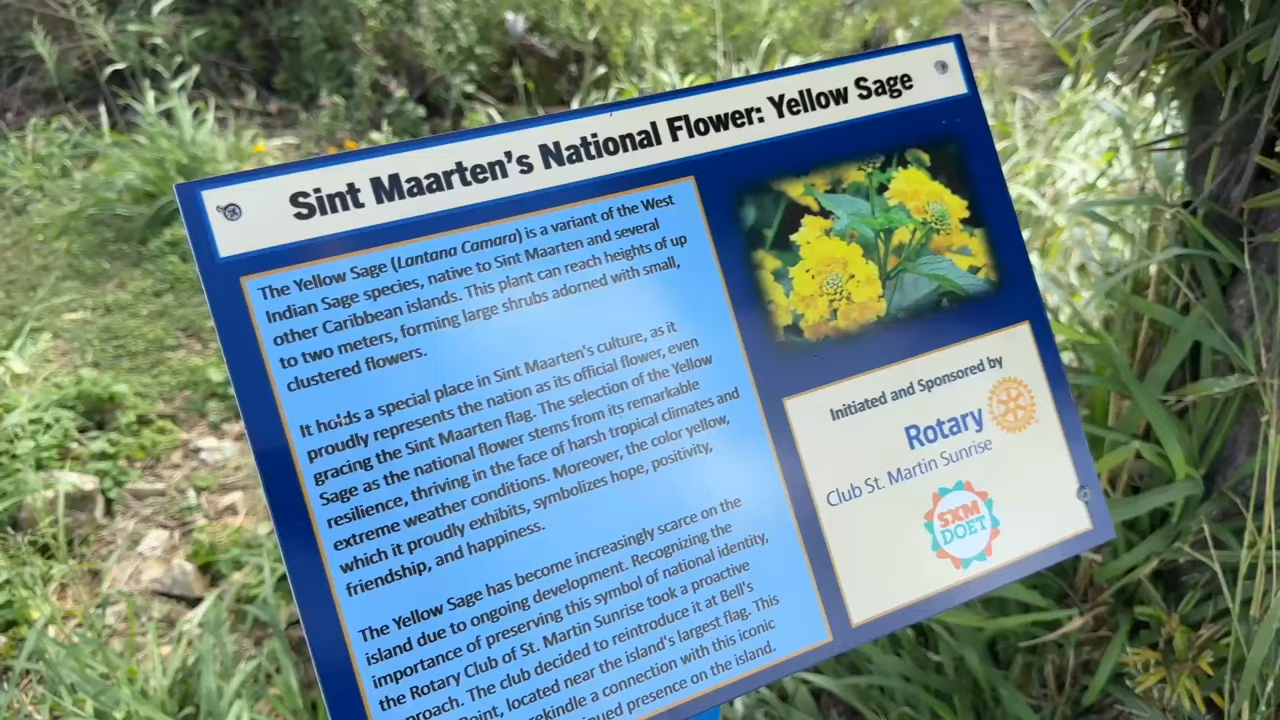 Sint Maarten's National Flower: Yellow Sage
The Yellow Sage (Lantana Camara) is a variant of the West
Indian Sage species, native to Sint Maarten and several
other Caribbean islands. This plant can reach heights of up
to two meters, forming large shrubs adorned with small,
clustered flowers.
It holds a special place in Sint Maarten's culture, as it
proudly represents the nation as its official flower, even
gracing the Sint Maarten flag. The selection of the Yellow
Sage as the national flower stems from its remarkable
resilience, thriving in the face of harsh tropical climates and
extreme weather conditions. Moreover, the color yellow,
which it proudly exhibits, symbolizes hope, positivity,
friendship, and happiness.
The Yellow Sage has become increasingly scarce on the
island due to ongoing development. Recognizing the
importance of preserving this symbol of national identity,
the Rotary Club of St. Martin Sunrise took a proactive
proach. The club decided to reintroduce it at Bell's
Point, located near the island's largest flag. This
rekindle a connection with this iconic
nued presence on the island.
Initiated and Sponsored by
Rotary
Club St. Martin Sunrise
SXM
DOET